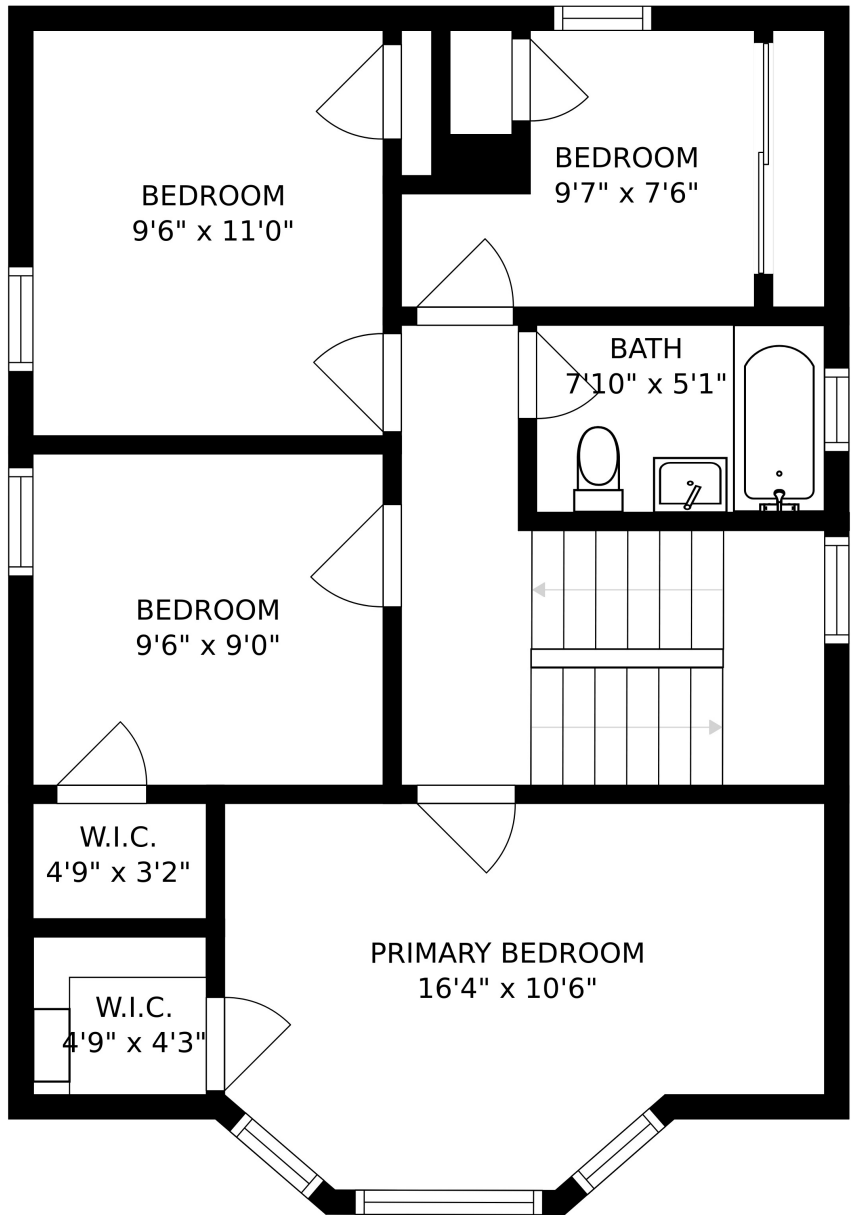 BEDROOM
9'6" x 11'0"
BEDROOM
9'7" x 7'6"
BATH
7'10" x 5'1"
BEDROOM
9'6" x 9'0"
W.I.C.
4'9" x 3'2"
PRIMARY BEDROOM
16'4" x 10'6"
W.I.C.
4'9" x 4'3"